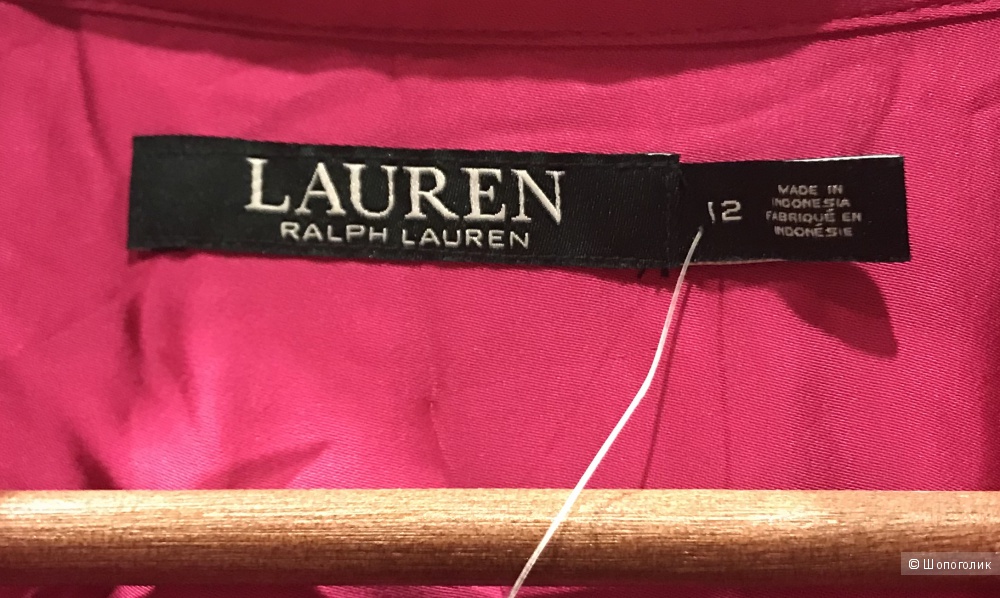 LAUREN
RALPH LAUREN
12
MADE IN
INDONESIA
FABRIQUÉ EN
INDONÉSIE
© Шопоголик